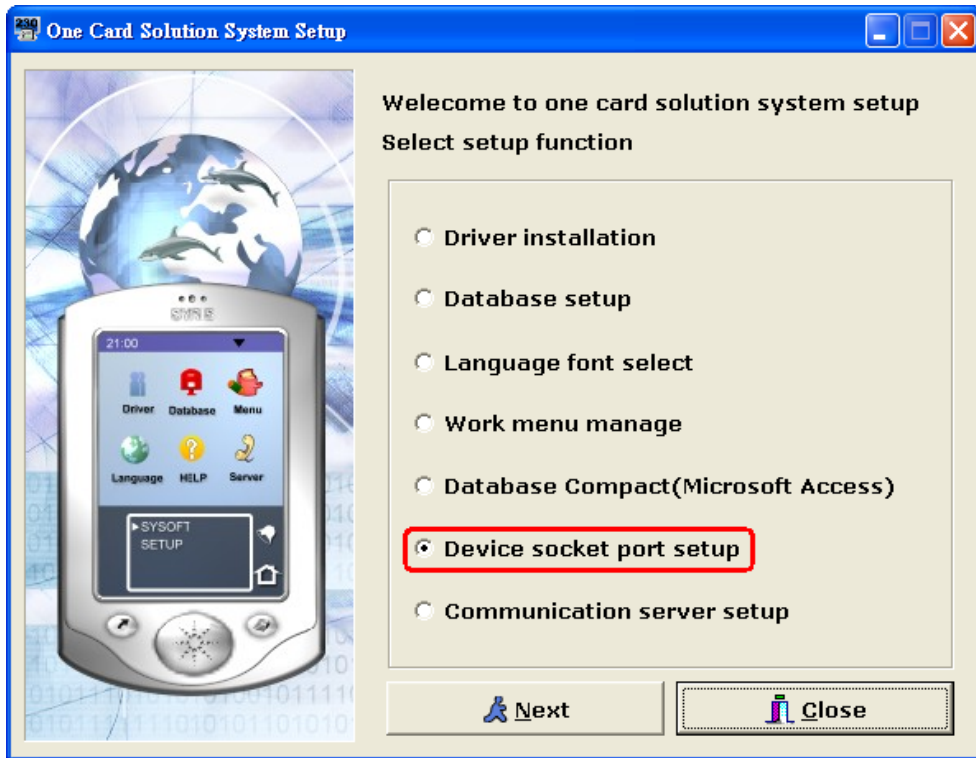 One Card Solution System Setup
Welecome to one card solution system setup
Select setup function
Driver installation
Database setup
Language font select
Work menu manage
Database Compact(Microsoft Access)
Device socket port setup
Communication server setup
Next
Close
SYRIS
21:00
Driver Database Menu
Language HELP Server
SYSOFT
SETUP